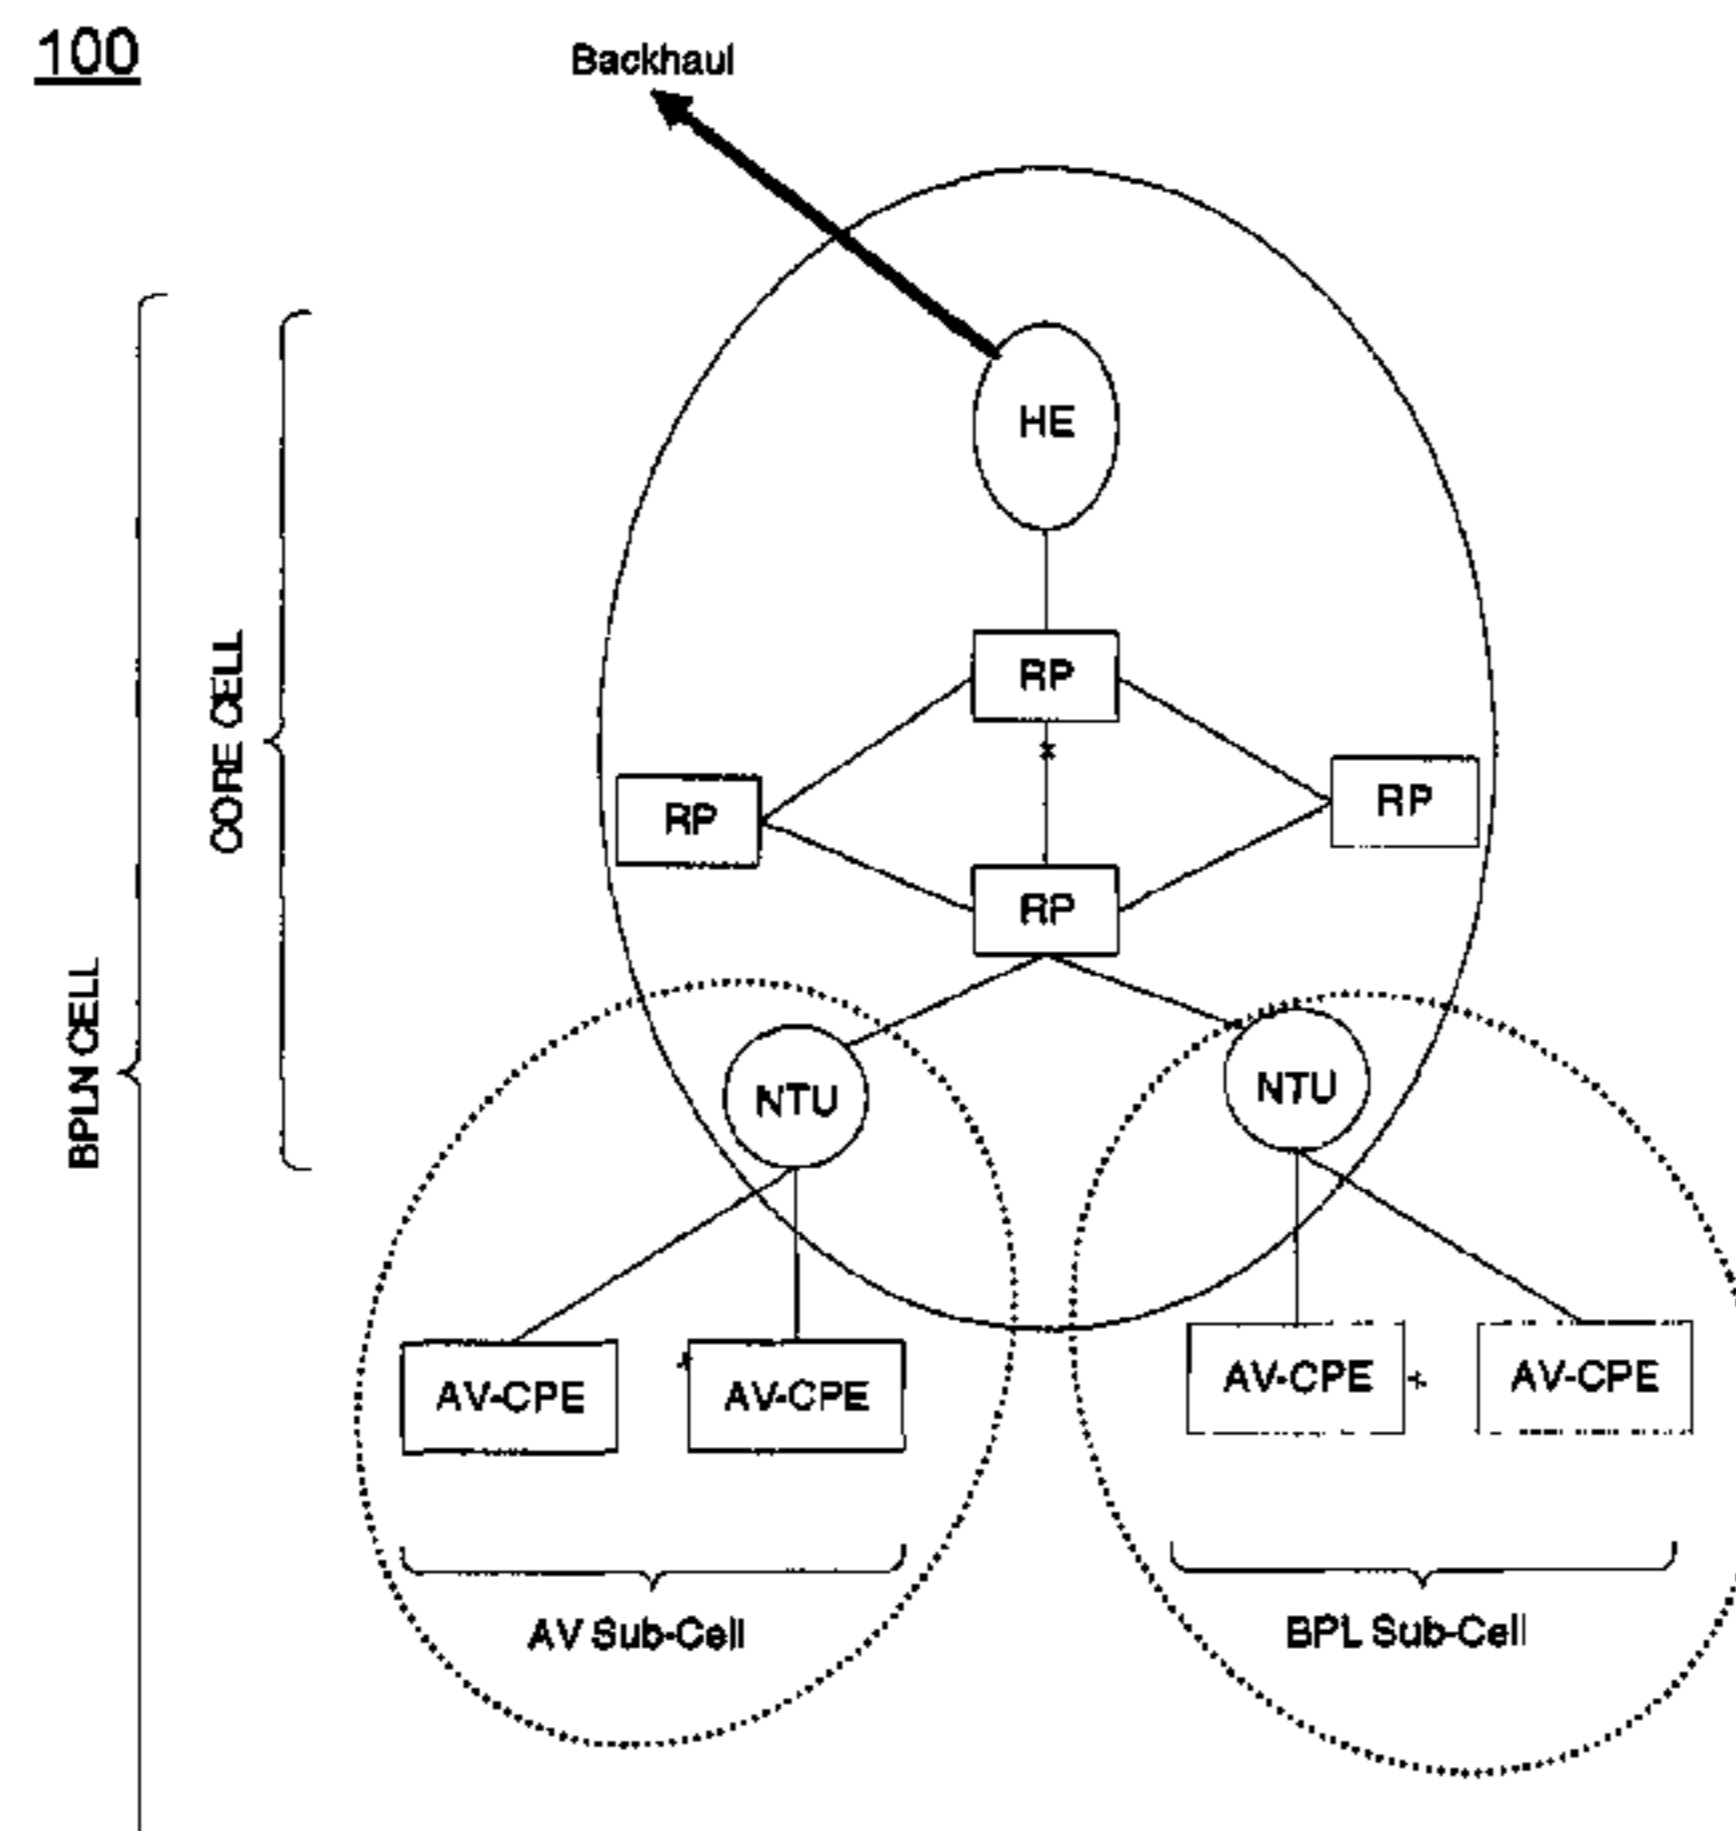 100
Backhaul
HE
RP
RP
RP
RP
CORE CELL
BPLN CELL
NTU
NTU
AV-CPE
AV-CPE
AV-CPE
AV-CPE
AV Sub-Cell
BPL Sub-Cell